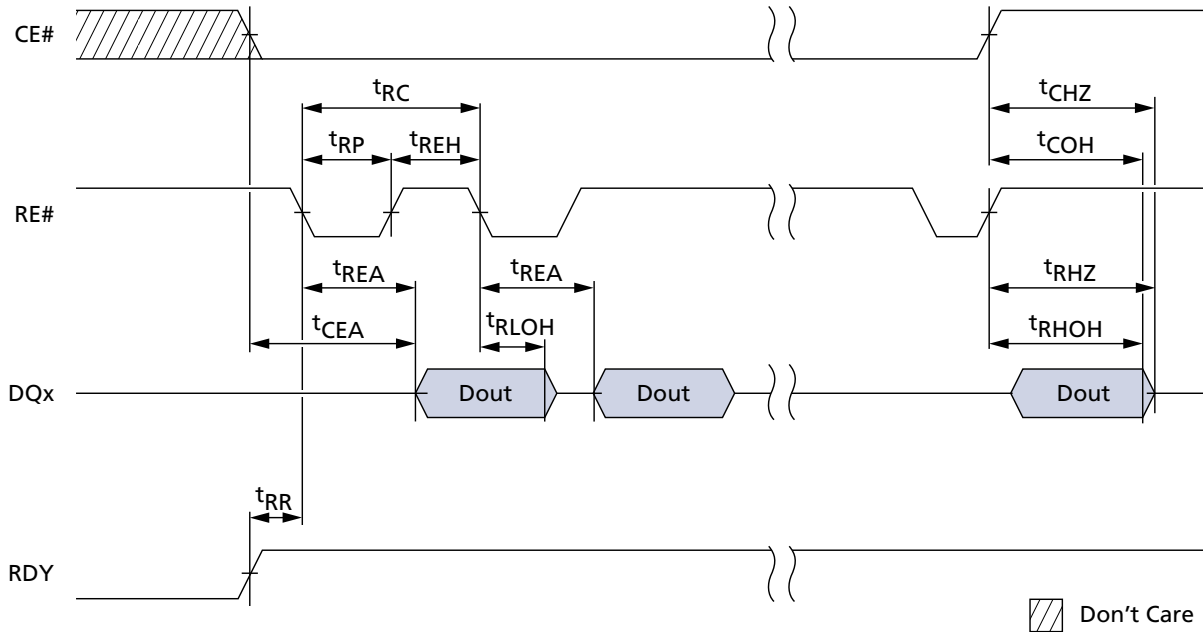 CE#
tRC
tCHZ
tRP
tREH
tCOH
RE#
tREA
tREA
tRHZ
tCEA
tRLOH
tRHOH
DQx
Dout
Dout
Dout
tRR
RDY
Don't Care